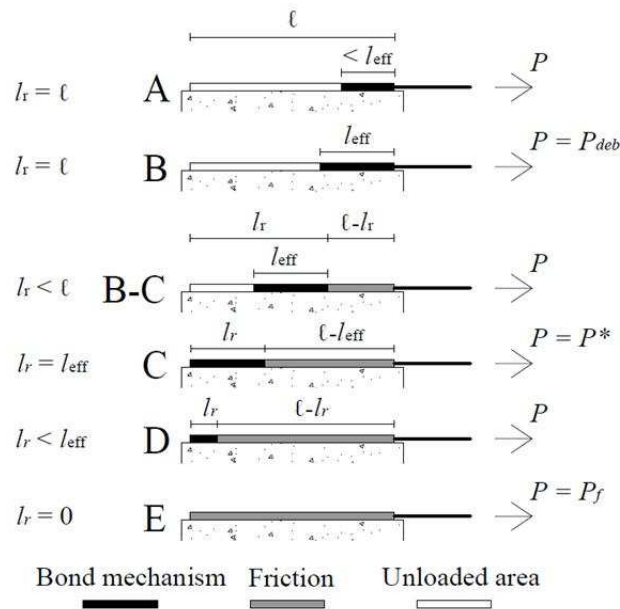 ℓ
< l_eff
l_r = ℓ A P
l_eff
l_r = ℓ B P = P_deb
l_r ℓ-l_r
l_eff
l_r < ℓ B-C P
l_r ℓ-l_eff
l_r = l_eff C P = P*
l_r ℓ-l_r
l_r < l_eff D P
l_r = 0 E P = P_f
Bond mechanism Friction Unloaded area